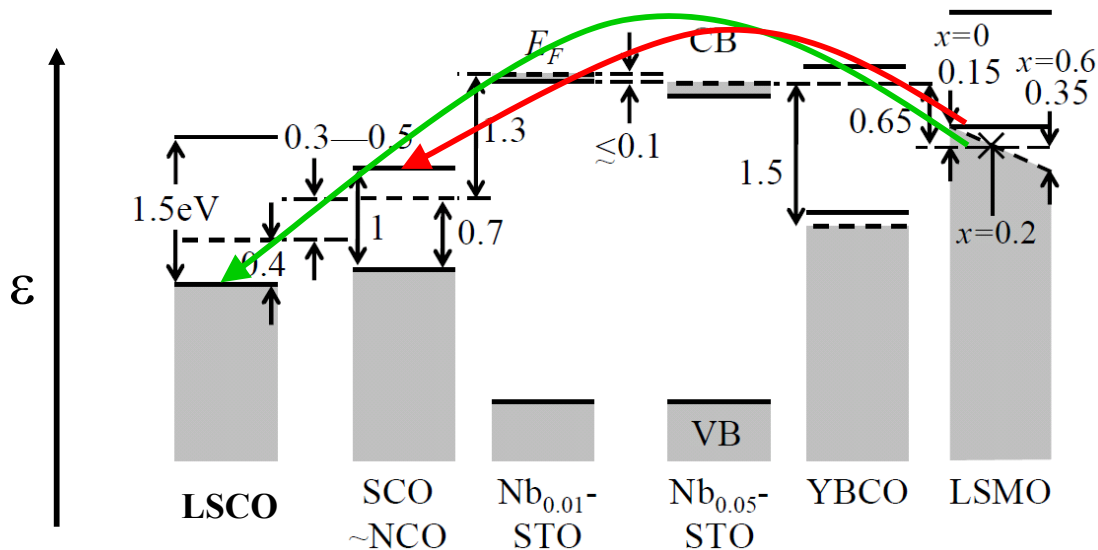 E_F
CB
x=0
0.15
x=0.6
0.35
0.3—0.5
1.3
≲0.1
0.65
1.5eV
1
0.7
1.5
0.4
x=0.2
ε
VB
LSCO
SCO
~NCO
Nb0.01-
STO
Nb0.05-
STO
YBCO
LSMO